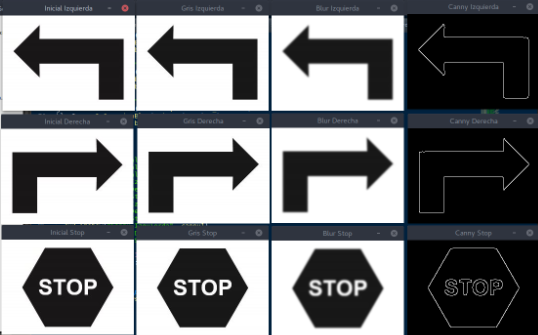 Inicial Izquierda
Gris Izquierda
Blur Izquierda
Canny Izquierda
Inicial Derecha
Gris Derecha
Blur Derecha
Canny Derecha
Inicial Stop
Gris Stop
Blur Stop
Canny Stop
STOP
STOP
STOP
STOP